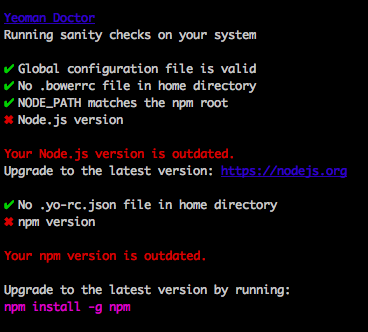 Yeoman Doctor
Running sanity checks on your system
✔ Global configuration file is valid
✔ No .bowerrc file in home directory
✔ NODE_PATH matches the npm root
✖ Node.js version
Your Node.js version is outdated.
Upgrade to the latest version: https://nodejs.org
✔ No .yo-rc.json file in home directory
✖ npm version
Your npm version is outdated.
Upgrade to the latest version by running:
npm install -g npm